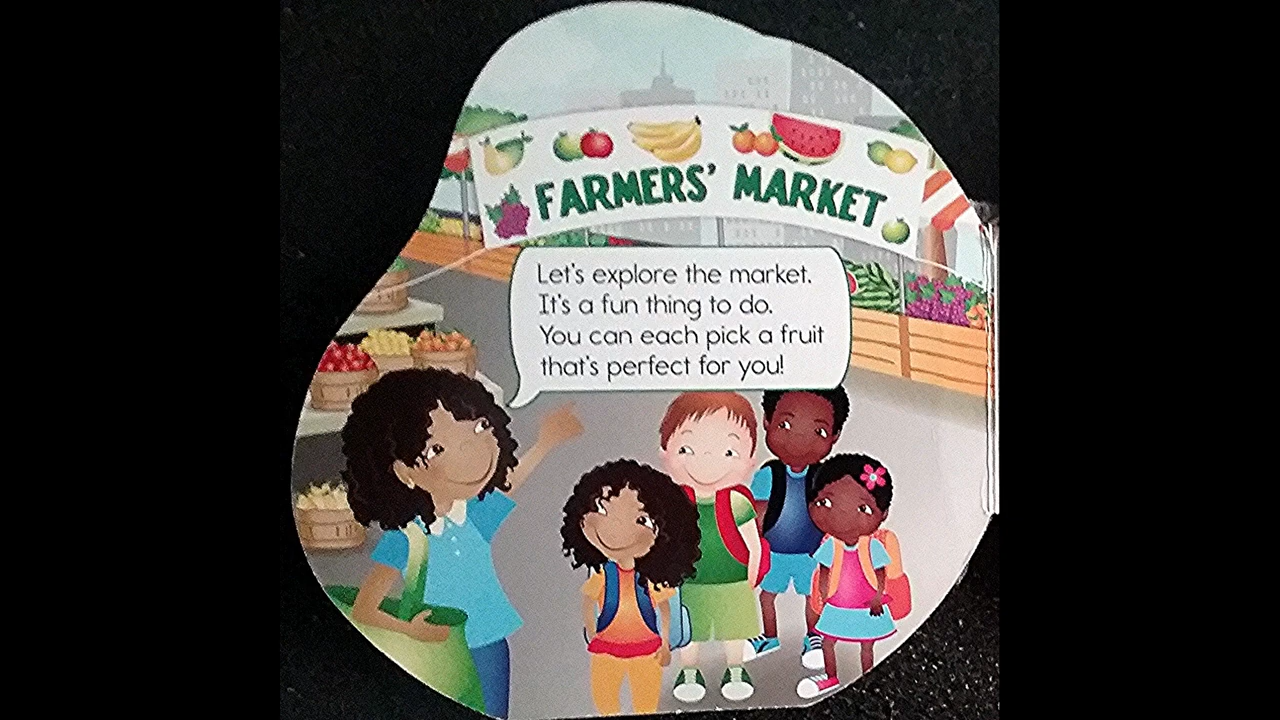 FARMERS' MARKET
Let's explore the market.
It's a fun thing to do.
You can each pick a fruit
that's perfect for you!